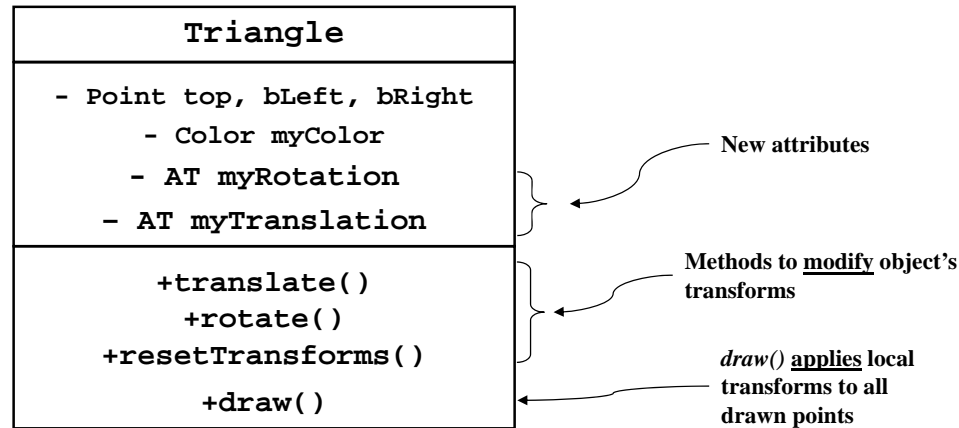 Triangle
- Point top, bLeft, bRight
- Color myColor
- AT myRotation
– AT myTranslation
+translate()
+rotate()
+resetTransforms()
+draw()
New attributes
Methods to modify object’s
transforms
draw() applies local
transforms to all
drawn points